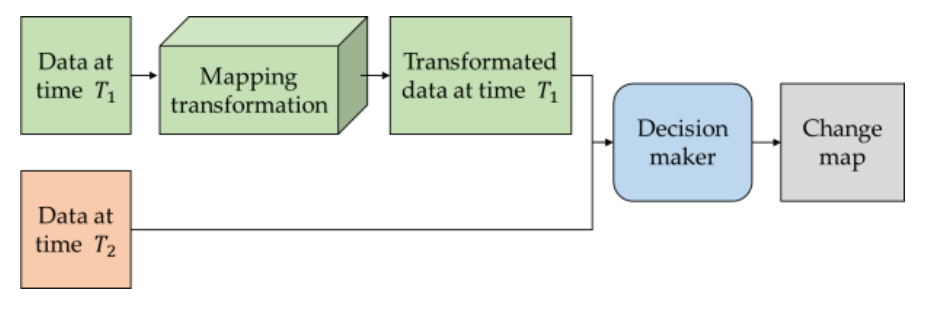 Data at
time T₁
Mapping
transformation
Transformated
data at time T₁
Decision
maker
Change
map
Data at
time T₂